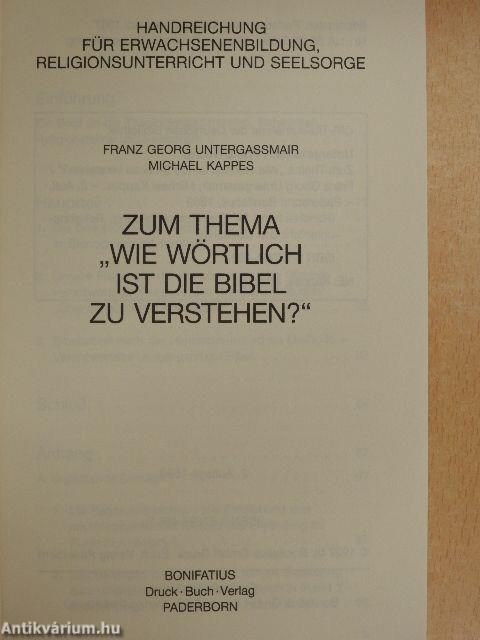 HANDREICHUNG
FÜR ERWACHSENENBILDUNG,
RELIGIONSUNTERRICHT UND SEELSORGE
FRANZ GEORG UNTERGASSMAIR
MICHAEL KAPPES
ZUM THEMA
„WIE WÖRTLICH
IST DIE BIBEL
ZU VERSTEHEN?“
BONIFATIUS
Druck · Buch · Verlag
PADERBORN
Antikvárium.hu